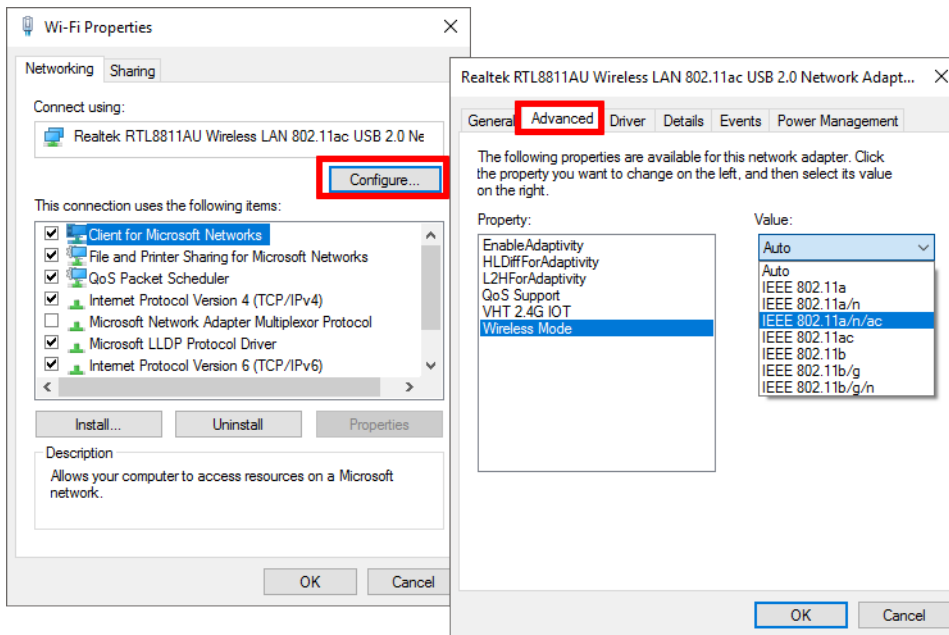 Wi-Fi Properties
Networking
Sharing
Connect using:
Realtek RTL8811AU Wireless LAN 802.11ac USB 2.0 Ne
Configure...
This connection uses the following items:
Client for Microsoft Networks
File and Printer Sharing for Microsoft Networks
QoS Packet Scheduler
Internet Protocol Version 4 (TCP/IPv4)
Microsoft Network Adapter Multiplexor Protocol
Microsoft LLDP Protocol Driver
Internet Protocol Version 6 (TCP/IPv6)
Install...
Uninstall
Properties
Description
Allows your computer to access resources on a Microsoft
network.
OK
Cancel
Realtek RTL8811AU Wireless LAN 802.11ac USB 2.0 Network Adapt...
General
Advanced
Driver
Details
Events
Power Management
The following properties are available for this network adapter. Click
the property you want to change on the left, and then select its value
on the right.
Property:
EnableAdaptivity
HLDiffForAdaptivity
L2HForAdaptivity
QoS Support
VHT 2.4G IOT
Wireless Mode
Value:
Auto
Auto
IEEE 802.11a
IEEE 802.11a/n
IEEE 802.11a/n/ac
IEEE 802.11ac
IEEE 802.11b
IEEE 802.11b/g
IEEE 802.11b/g/n
OK
Cancel